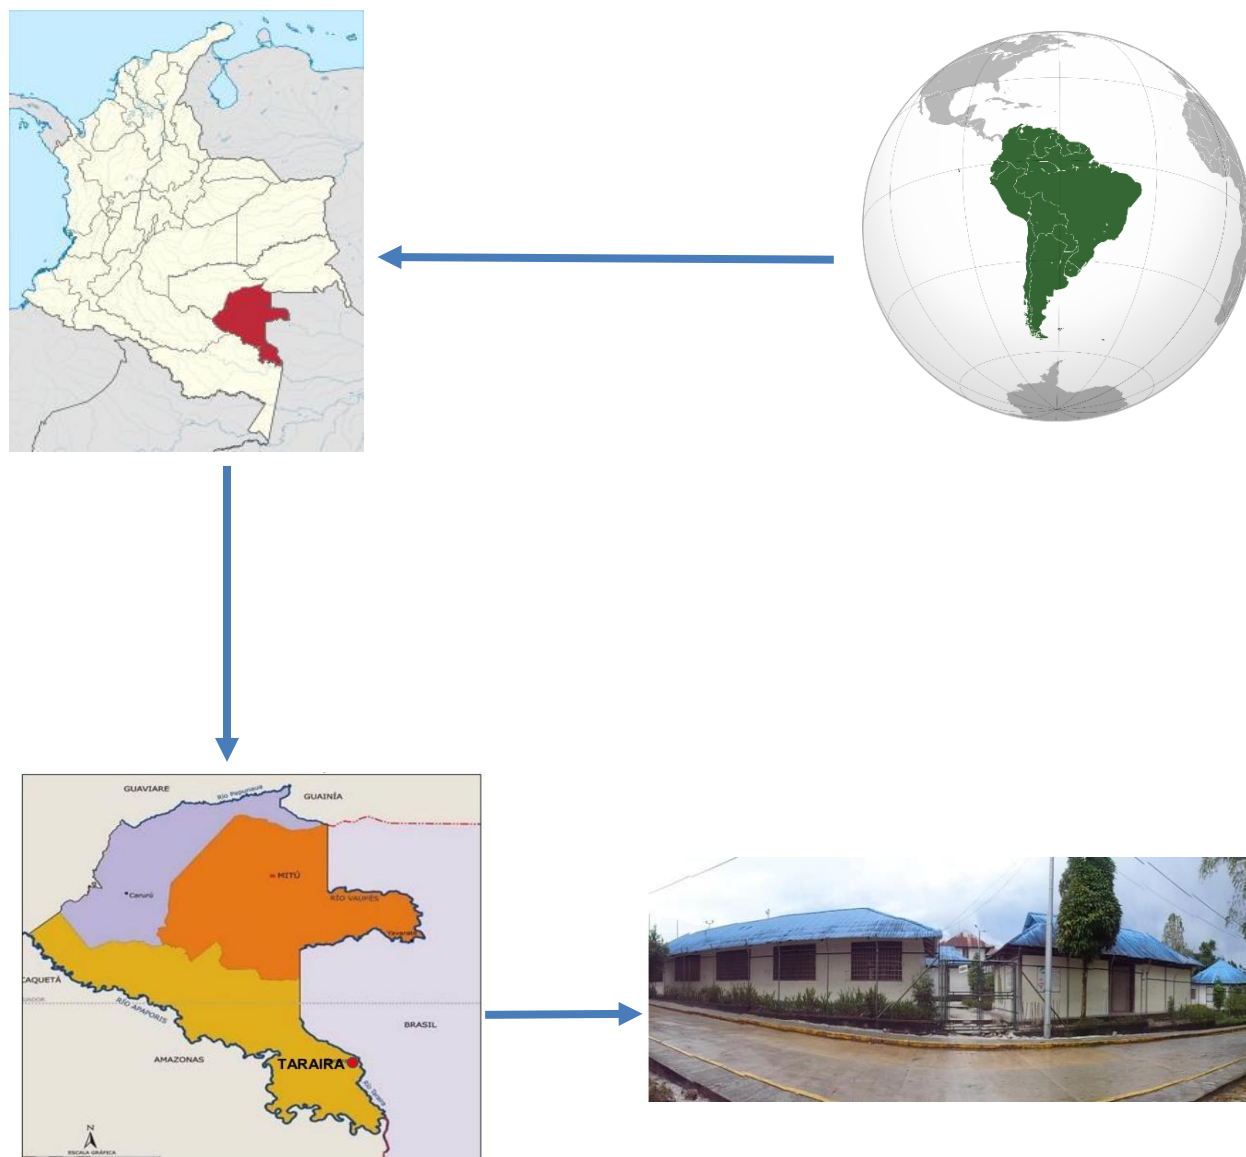 GUAVIARE
Río Papunaua
GUAINÍA
MITÚ
Carurú
RÍO VAUPÉS
Yavaraté
CAQUETÁ
RÍO APAPORIS
BRASIL
AMAZONAS
TARAIRA
Río Taraira
N
ESCALA GRÁFICA